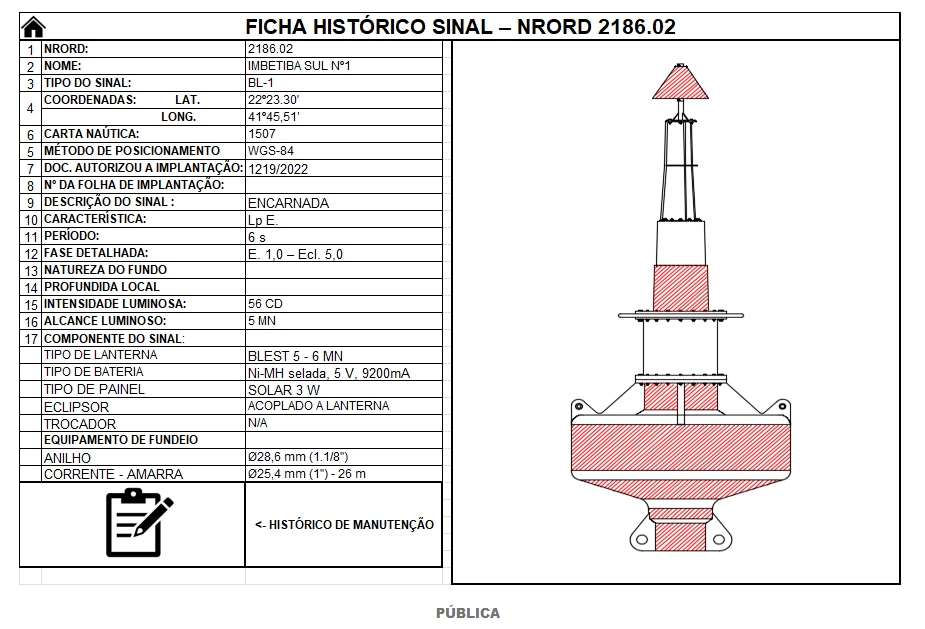 FICHA HISTÓRICO SINAL – NRORD 2186.02
1 NRORD: 2186.02
2 NOME: IMBETIBA SUL Nº1
3 TIPO DO SINAL: BL-1
4 COORDENADAS: LAT. 22º23.30'
LONG. 41º45,51'
6 CARTA NAÚTICA: 1507
5 MÉTODO DE POSICIONAMENTO WGS-84
7 DOC. AUTORIZOU A IMPLANTAÇÃO: 1219/2022
8 Nº DA FOLHA DE IMPLANTAÇÃO:
9 DESCRIÇÃO DO SINAL : ENCARNADA
10 CARACTERÍSTICA: Lp E.
11 PERÍODO: 6 s
12 FASE DETALHADA: E. 1,0 – Ecl. 5,0
13 NATUREZA DO FUNDO
14 PROFUNDIDA LOCAL
15 INTENSIDADE LUMINOSA: 56 CD
16 ALCANCE LUMINOSO: 5 MN
17 COMPONENTE DO SINAL:
TIPO DE LANTERNA BLEST 5 - 6 MN
TIPO DE BATERIA Ni-MH selada, 5 V, 9200mA
TIPO DE PAINEL SOLAR 3 W
ECLIPSOR ACOPLADO A LANTERNA
TROCADOR N/A
EQUIPAMENTO DE FUNDEIO
ANILHO Ø28,6 mm (1.1/8")
CORRENTE - AMARRA Ø25,4 mm (1") - 26 m
<- HISTÓRICO DE MANUTENÇÃO
PÚBLICA